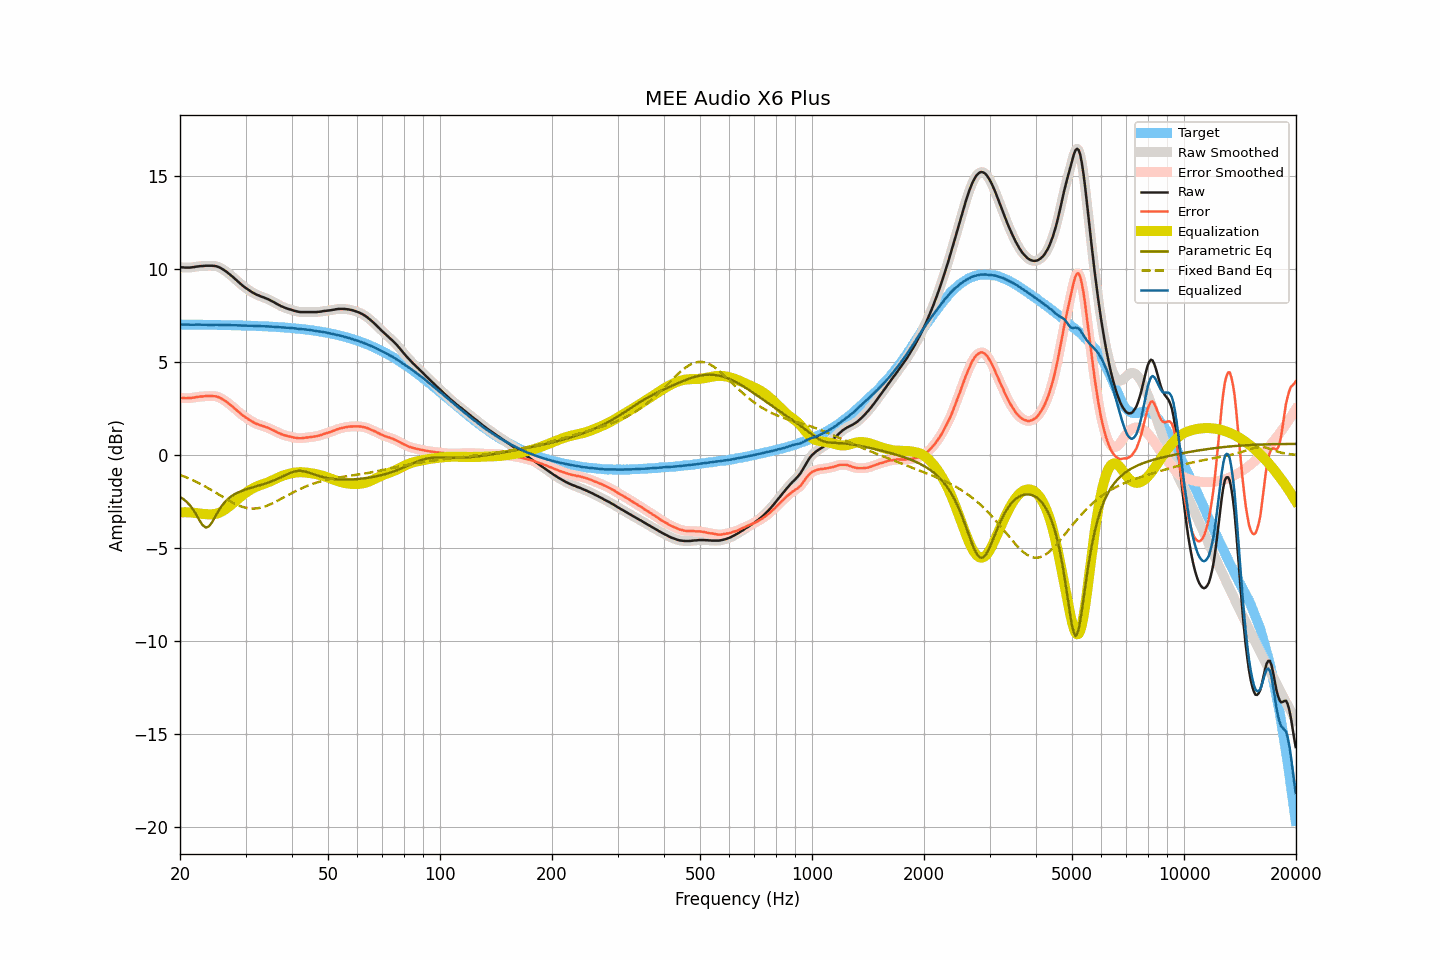 MEE Audio X6 Plus
Target
Raw Smoothed
Error Smoothed
Raw
Error
Equalization
Parametric Eq
Fixed Band Eq
Equalized
Amplitude (dBr)
15
10
5
0
−5
−10
−15
−20
20 50 100 200 500 1000 2000 5000 10000 20000
Frequency (Hz)